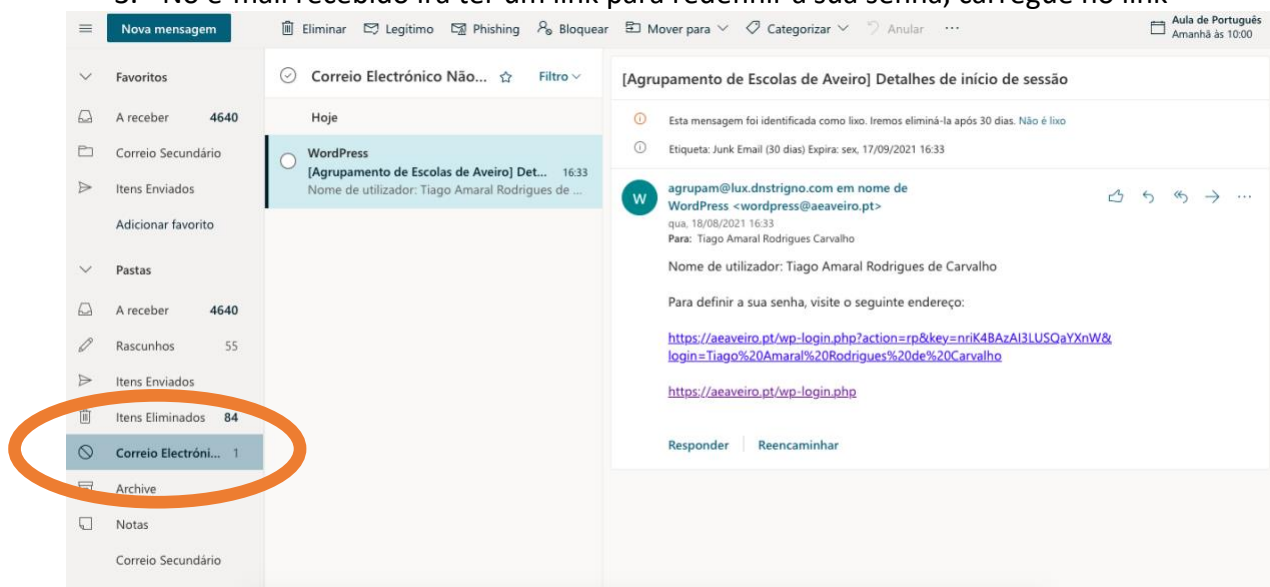 3. No e-mail recebido irá ter um link para redefinir a sua senha, carregue no link
Nova mensagem
Eliminar Legítimo Phishing Bloquear Mover para Categorizar Anular ...
Aula de Português
Amanhã às 10:00
Favoritos
A receber 4640
Correio Secundário
Itens Enviados
Adicionar favorito
Pastas
A receber 4640
Rascunhos 55
Itens Enviados
Itens Eliminados 84
Correio Electróni... 1
Archive
Notas
Correio Secundário
Correio Electrónico Não... Filtro
Hoje
WordPress
[Agrupamento de Escolas de Aveiro] Det... 16:33
Nome de utilizador: Tiago Amaral Rodrigues de ...
[Agrupamento de Escolas de Aveiro] Detalhes de início de sessão
Esta mensagem foi identificada como lixo. Iremos eliminá-la após 30 dias. Não é lixo
Etiqueta: Junk Email (30 dias) Expira: sex, 17/09/2021 16:33
W
agrupam@lux.dnstrigno.com em nome de
WordPress <wordpress@aeaveiro.pt>
qua, 18/08/2021 16:33
Para: Tiago Amaral Rodrigues Carvalho
Nome de utilizador: Tiago Amaral Rodrigues de Carvalho
Para definir a sua senha, visite o seguinte endereço:
https://aeaveiro.pt/wp-login.php?action=rp&key=nriK4BAzAI3LUSQaYXnW&
login=Tiago%20Amaral%20Rodrigues%20de%20Carvalho
https://aeaveiro.pt/wp-login.php
Responder Reencaminhar